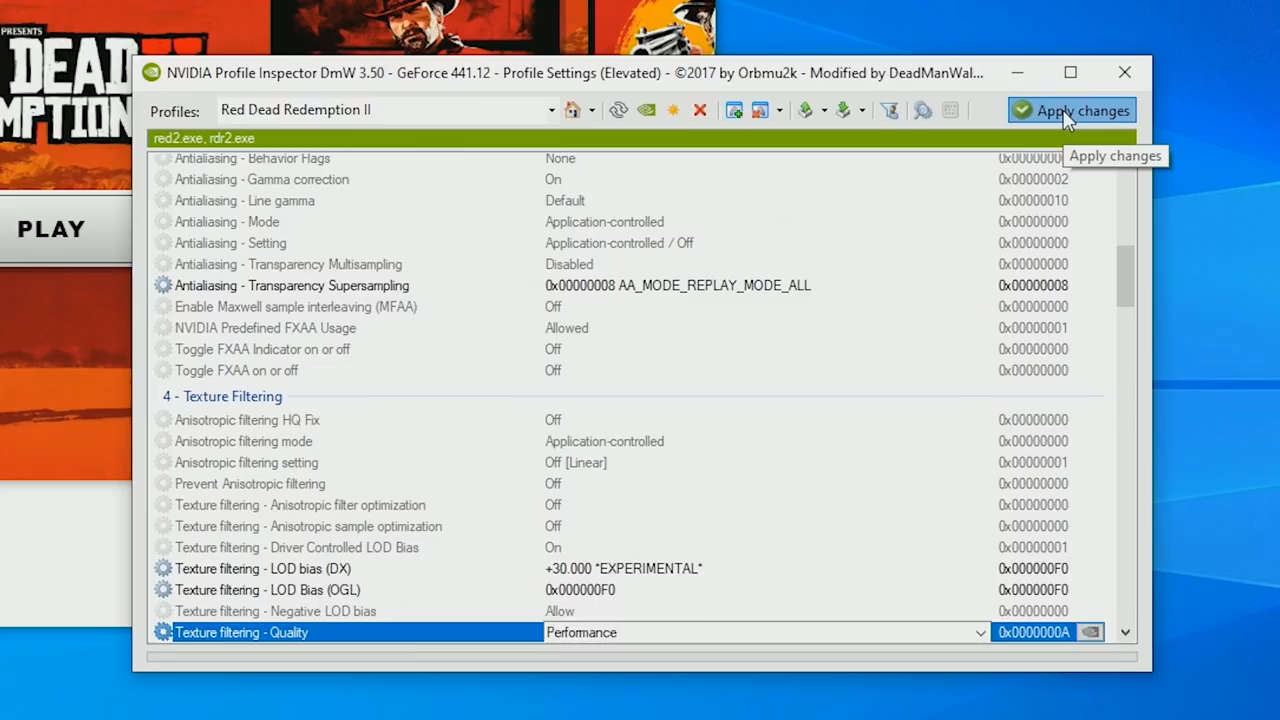 PRESENTS
DEAD
MPTION
PLAY
NVIDIA Profile Inspector DmW 3.50 - GeForce 441.12 - Profile Settings (Elevated) - ©2017 by Orbmu2k - Modified by DeadManWal...
Profiles: Red Dead Redemption II Apply changes
red2.exe, rdr2.exe
Apply changes
Antialiasing - Behavior Flags None 0x00000000
Antialiasing - Gamma correction On 0x00000002
Antialiasing - Line gamma Default 0x00000010
Antialiasing - Mode Application-controlled 0x00000000
Antialiasing - Setting Application-controlled / Off 0x00000000
Antialiasing - Transparency Multisampling Disabled 0x00000000
Antialiasing - Transparency Supersampling 0x00000008 AA_MODE_REPLAY_MODE_ALL 0x00000008
Enable Maxwell sample interleaving (MFAA) Off 0x00000000
NVIDIA Predefined FXAA Usage Allowed 0x00000001
Toggle FXAA Indicator on or off Off 0x00000000
Toggle FXAA on or off Off 0x00000000
4 - Texture Filtering
Anisotropic filtering HQ Fix Off 0x00000000
Anisotropic filtering mode Application-controlled 0x00000000
Anisotropic filtering setting Off [Linear] 0x00000001
Prevent Anisotropic filtering Off 0x00000000
Texture filtering - Anisotropic filter optimization Off 0x00000000
Texture filtering - Anisotropic sample optimization Off 0x00000000
Texture filtering - Driver Controlled LOD Bias On 0x00000001
Texture filtering - LOD bias (DX) +30.000 *EXPERIMENTAL* 0x000000F0
Texture filtering - LOD Bias (OGL) 0x000000F0 0x000000F0
Texture filtering - Negative LOD bias Allow 0x00000000
Texture filtering - Quality Performance 0x0000000A